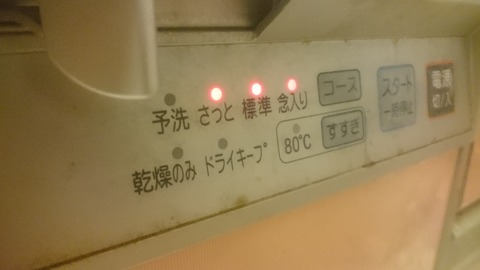 予洗 さっと 標準 念入り コース スタート 一時停止 電源 切/入
乾燥のみ ドライキープ 80℃ すすぎ